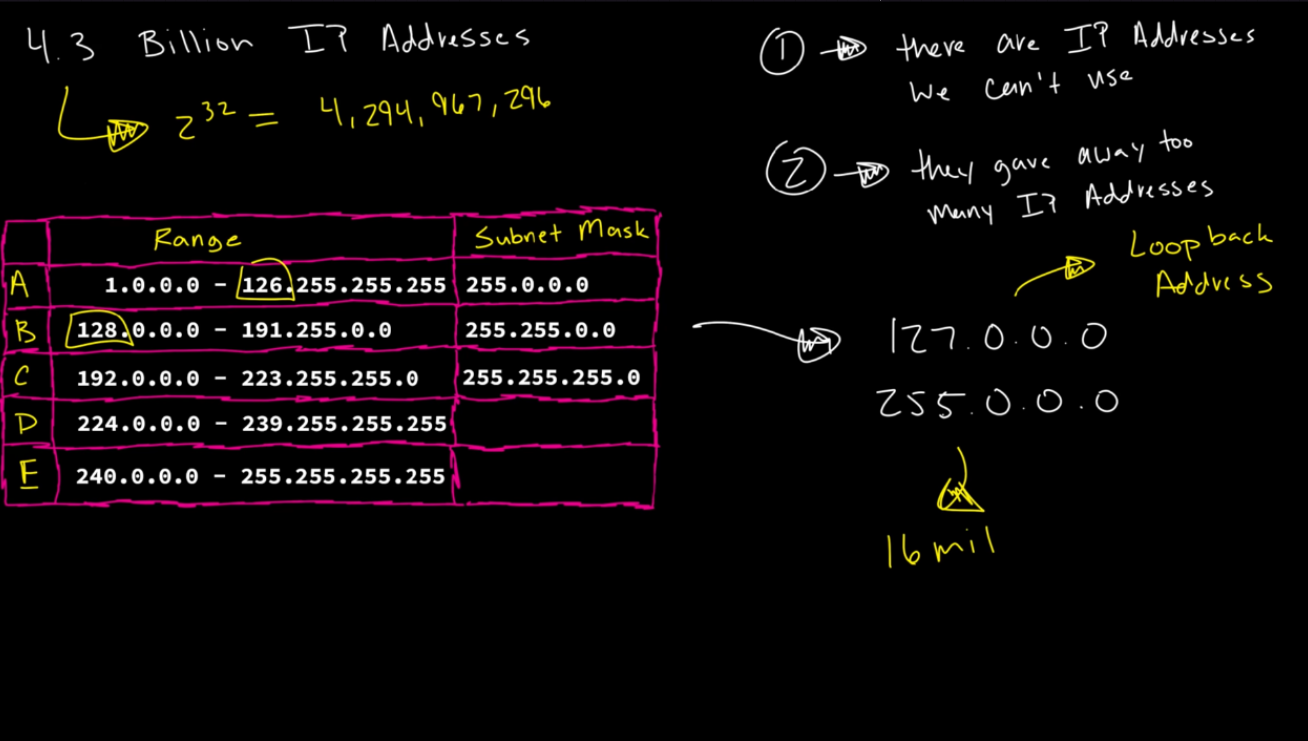 4.3 Billion IP Addresses
2^32 = 4,294,967,296
Range Subnet Mask
A 1.0.0.0 - 126.255.255.255 255.0.0.0
B 128.0.0.0 - 191.255.0.0 255.255.0.0
C 192.0.0.0 - 223.255.255.0 255.255.255.0
D 224.0.0.0 - 239.255.255.255
E 240.0.0.0 - 255.255.255.255
1 there are IP Addresses
we can't use
2 they gave away too
many IP Addresses
Loopback
Address
127.0.0.0
255.0.0.0
16 mil